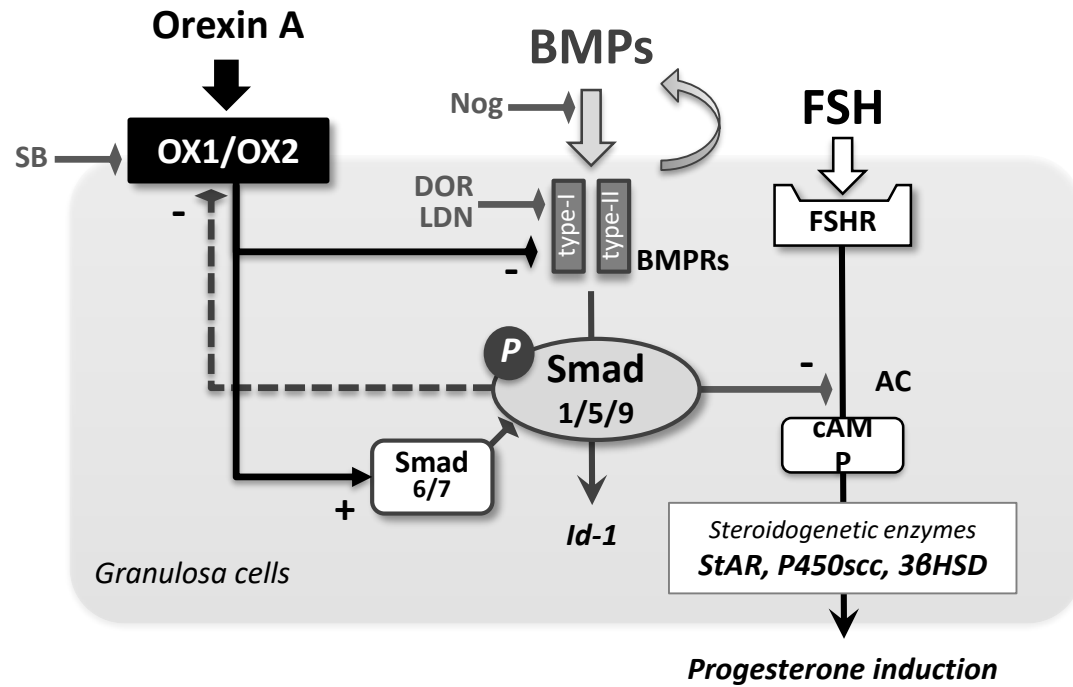 Orexin A
BMPs
Nog
FSH
SB
OX1/OX2
DOR
LDN
type-I
type-II
BMPRs
FSHR
-
-
-
P
Smad
1/5/9
AC
cAM
P
Smad
6/7
+
Id-1
Steroidogenetic enzymes
StAR, P450scc, 3βHSD
Granulosa cells
Progesterone induction